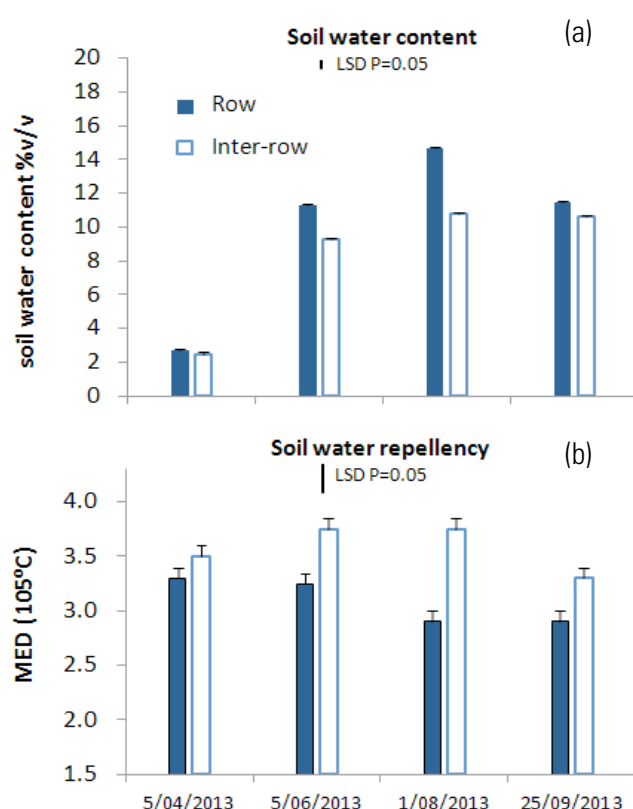 Soil water content
(a)
LSD P=0.05
Row
Inter-row
soil water content %v/v
20
18
16
14
12
10
8
6
4
2
0
Soil water repellency
(b)
LSD P=0.05
MED (105ºC)
4.0
3.5
3.0
2.5
2.0
1.5
5/04/2013
5/06/2013
1/08/2013
25/09/2013